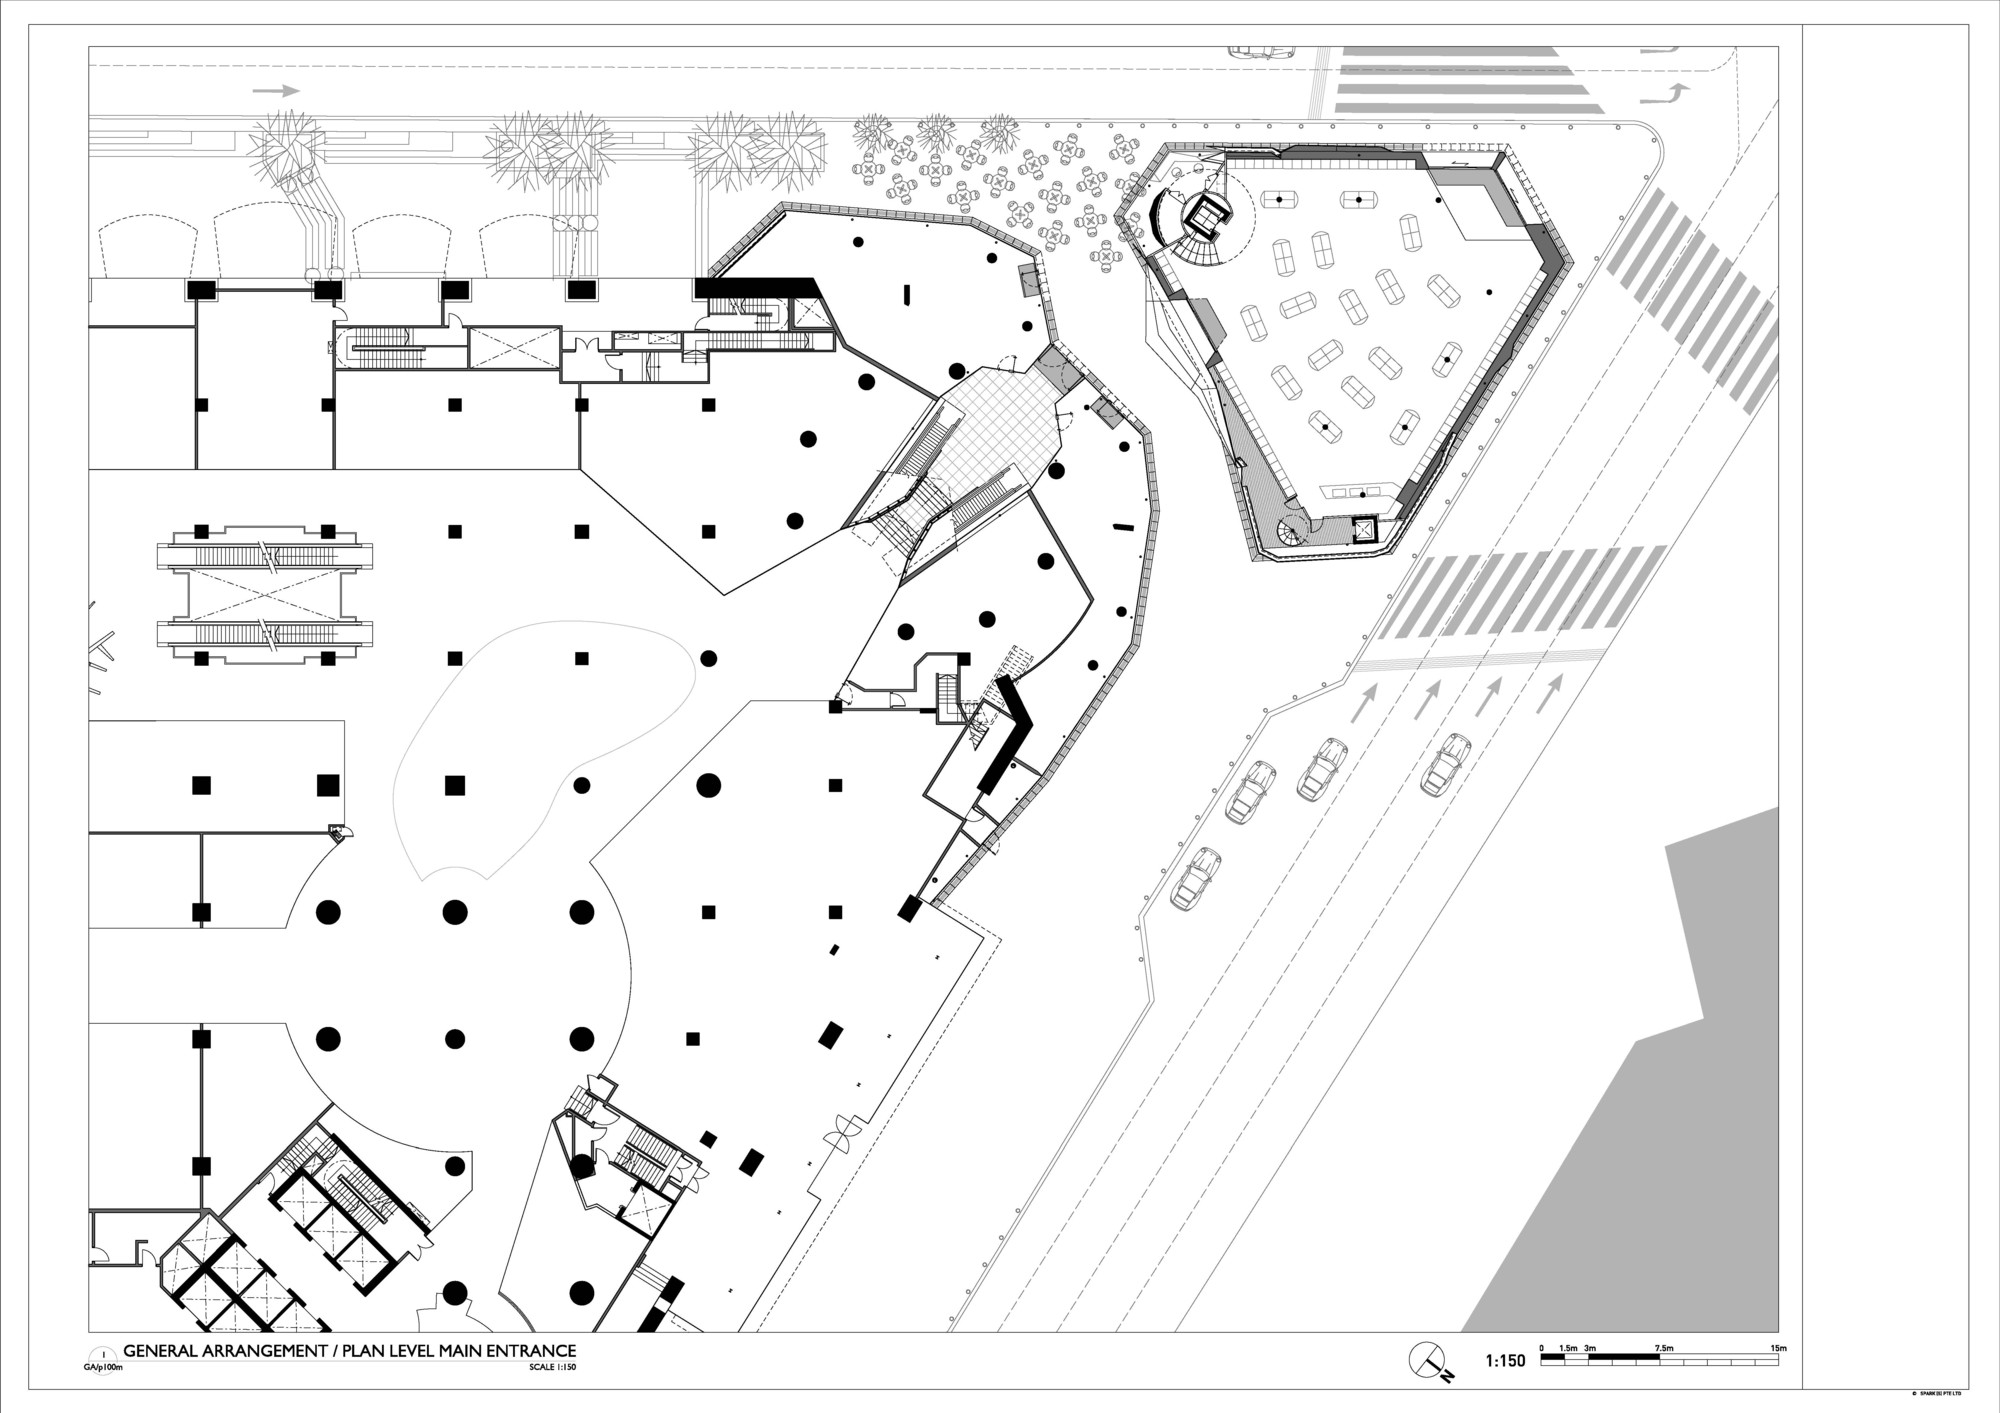 1
GA/p100m
GENERAL ARRANGEMENT / PLAN LEVEL MAIN ENTRANCE
SCALE 1:150
N
1:150
0 1.5m 3m 7.5m 15m
© SPARK (S) PTE LTD